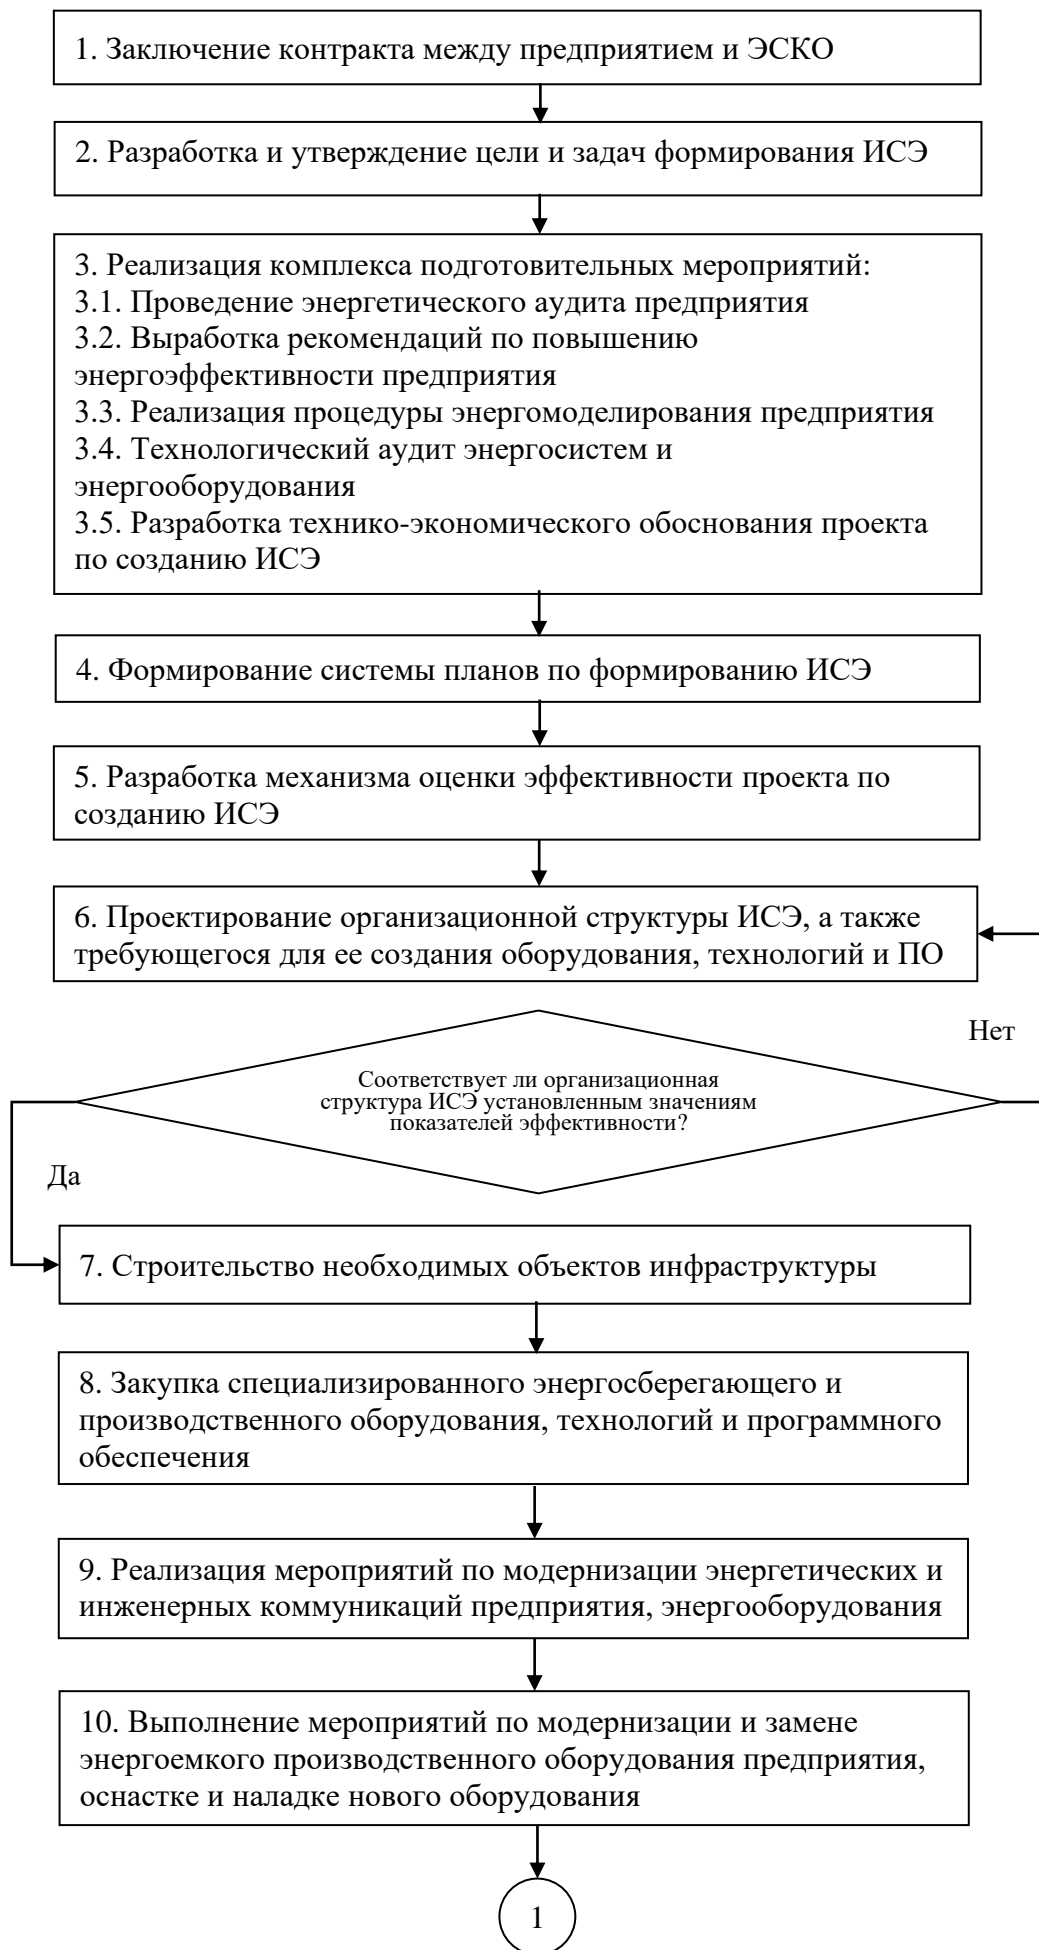 1. Заключение контракта между предприятием и ЭСКО
2. Разработка и утверждение цели и задач формирования ИСЭ
3. Реализация комплекса подготовительных мероприятий:
3.1. Проведение энергетического аудита предприятия
3.2. Выработка рекомендаций по повышению
энергоэффективности предприятия
3.3. Реализация процедуры энергомоделирования предприятия
3.4. Технологический аудит энергосистем и
энергооборудования
3.5. Разработка технико-экономического обоснования проекта
по созданию ИСЭ
4. Формирование системы планов по формированию ИСЭ
5. Разработка механизма оценки эффективности проекта по
созданию ИСЭ
6. Проектирование организационной структуры ИСЭ, а также
требующегося для ее создания оборудования, технологий и ПО
Нет
Соответствует ли организационная
структура ИСЭ установленным значениям
показателей эффективности?
Да
7. Строительство необходимых объектов инфраструктуры
8. Закупка специализированного энергосберегающего и
производственного оборудования, технологий и программного
обеспечения
9. Реализация мероприятий по модернизации энергетических и
инженерных коммуникаций предприятия, энергооборудования
10. Выполнение мероприятий по модернизации и замене
энергоемкого производственного оборудования предприятия,
оснастке и наладке нового оборудования
1